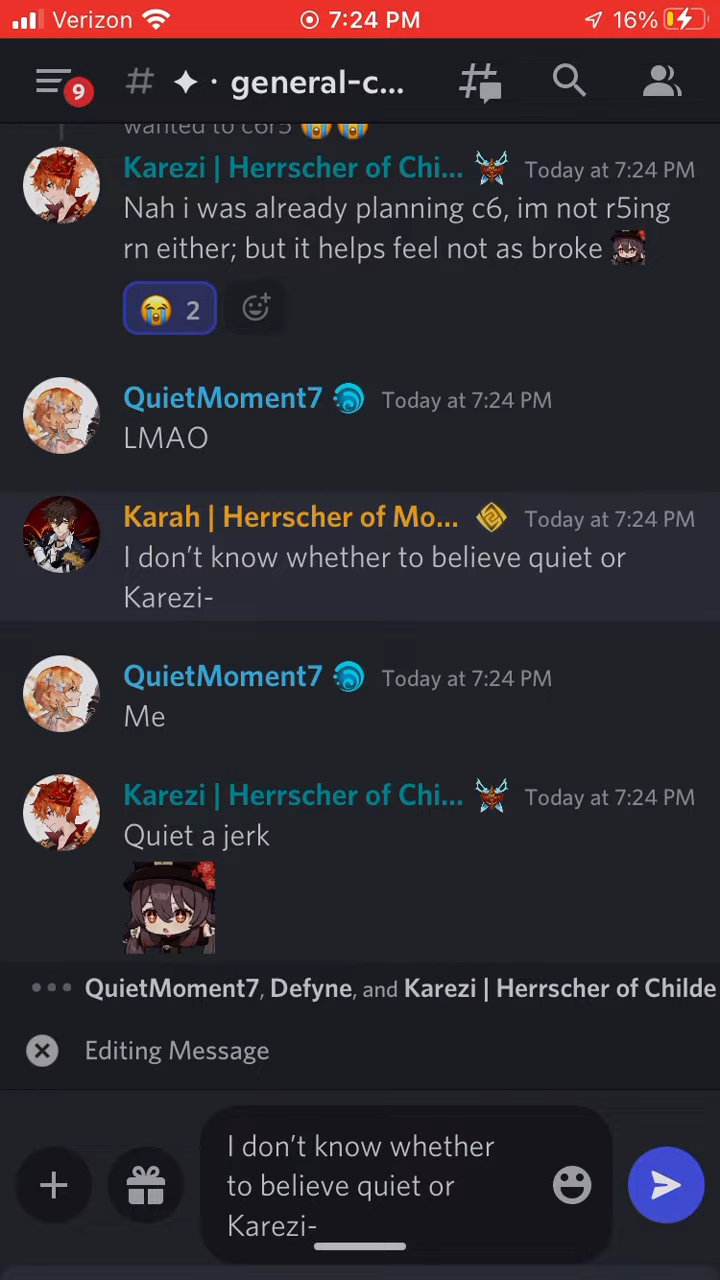 Verizon 7:24 PM 16%
9 # ✦ · general-c...
wanted to c6r5 😭😭
Karezi | Herrscher of Chi... Today at 7:24 PM
Nah i was already planning c6, im not r5ing
rn either; but it helps feel not as broke
😭 2
QuietMoment7 Today at 7:24 PM
LMAO
Karah | Herrscher of Mo... Today at 7:24 PM
I don't know whether to believe quiet or
Karezi-
QuietMoment7 Today at 7:24 PM
Me
Karezi | Herrscher of Chi... Today at 7:24 PM
Quiet a jerk
QuietMoment7, Defyne, and Karezi | Herrscher of Childe
Editing Message
I don't know whether
to believe quiet or
Karezi-